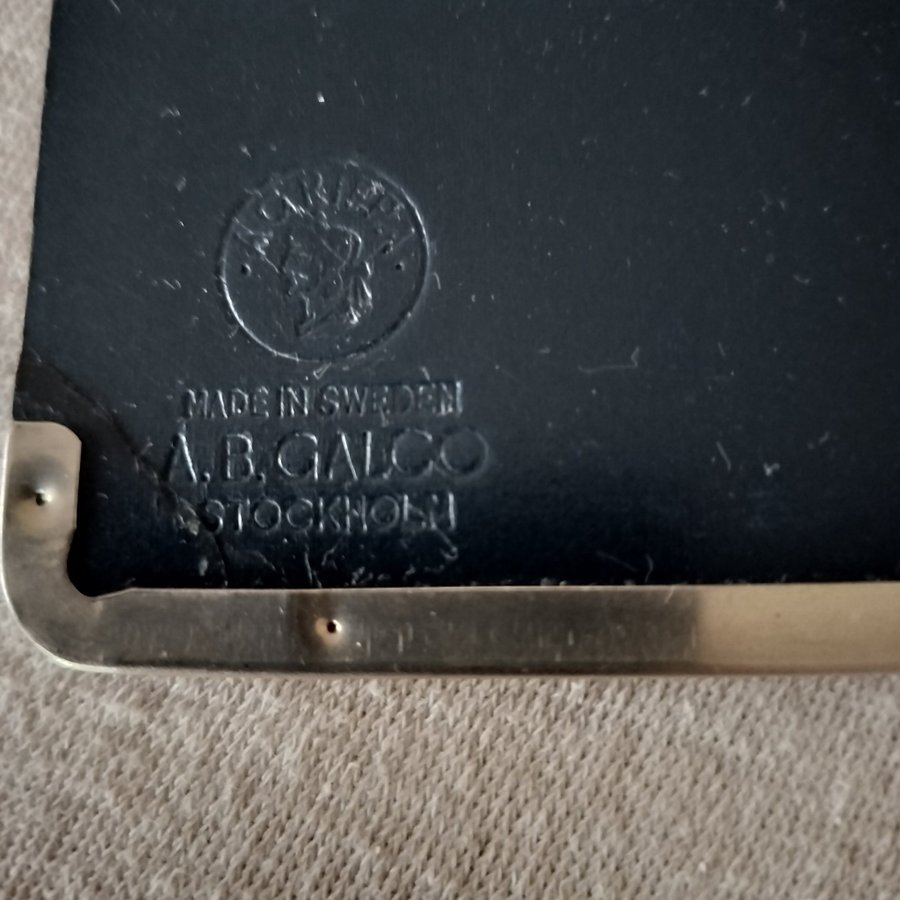 MADE IN SWEDEN
A.B. GALCO
STOCKHOLM